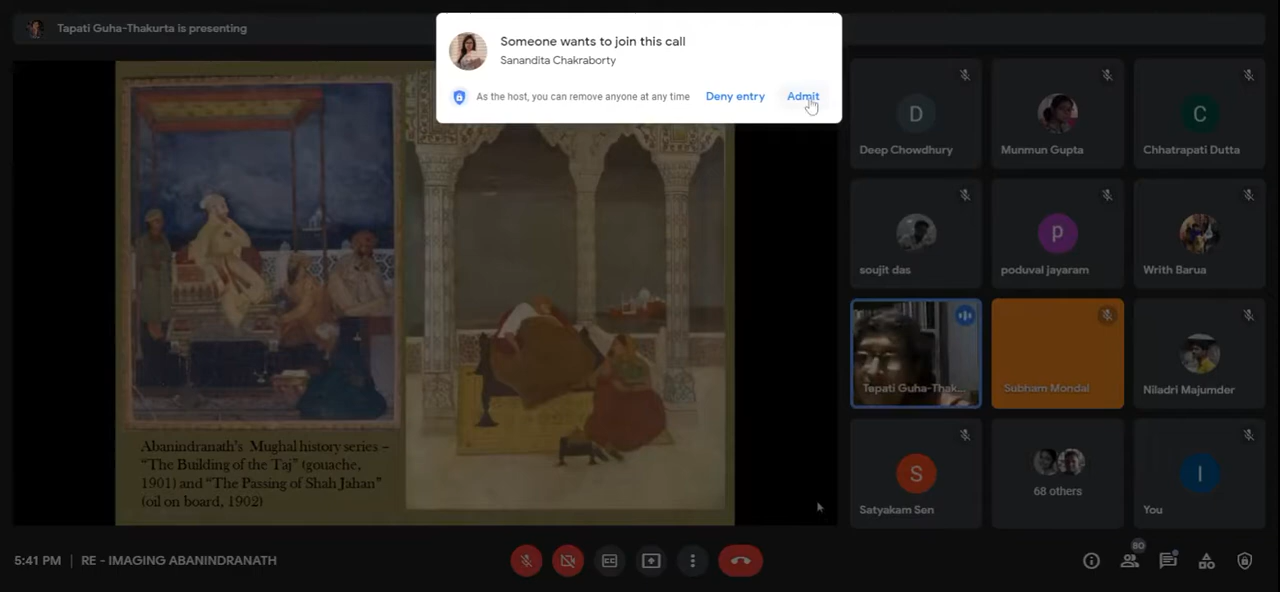 Tapati Guha-Thakurta is presenting
Someone wants to join this call
Sanandita Chakraborty
As the host, you can remove anyone at any time
Deny entry
Admit
D
Deep Chowdhury
Munmun Gupta
C
Chhatrapati Dutta
soujit das
p
poduval jayaram
Writh Barua
Tapati Guha-Thak...
Subham Mondal
Niladri Majumder
S
Satyakam Sen
68 others
I
You
Abanindranath's Mughal history series –
"The Building of the Taj" (gouache,
1901) and "The Passing of Shah Jahan"
(oil on board, 1902)
5:41 PM | RE - IMAGING ABANINDRANATH
80